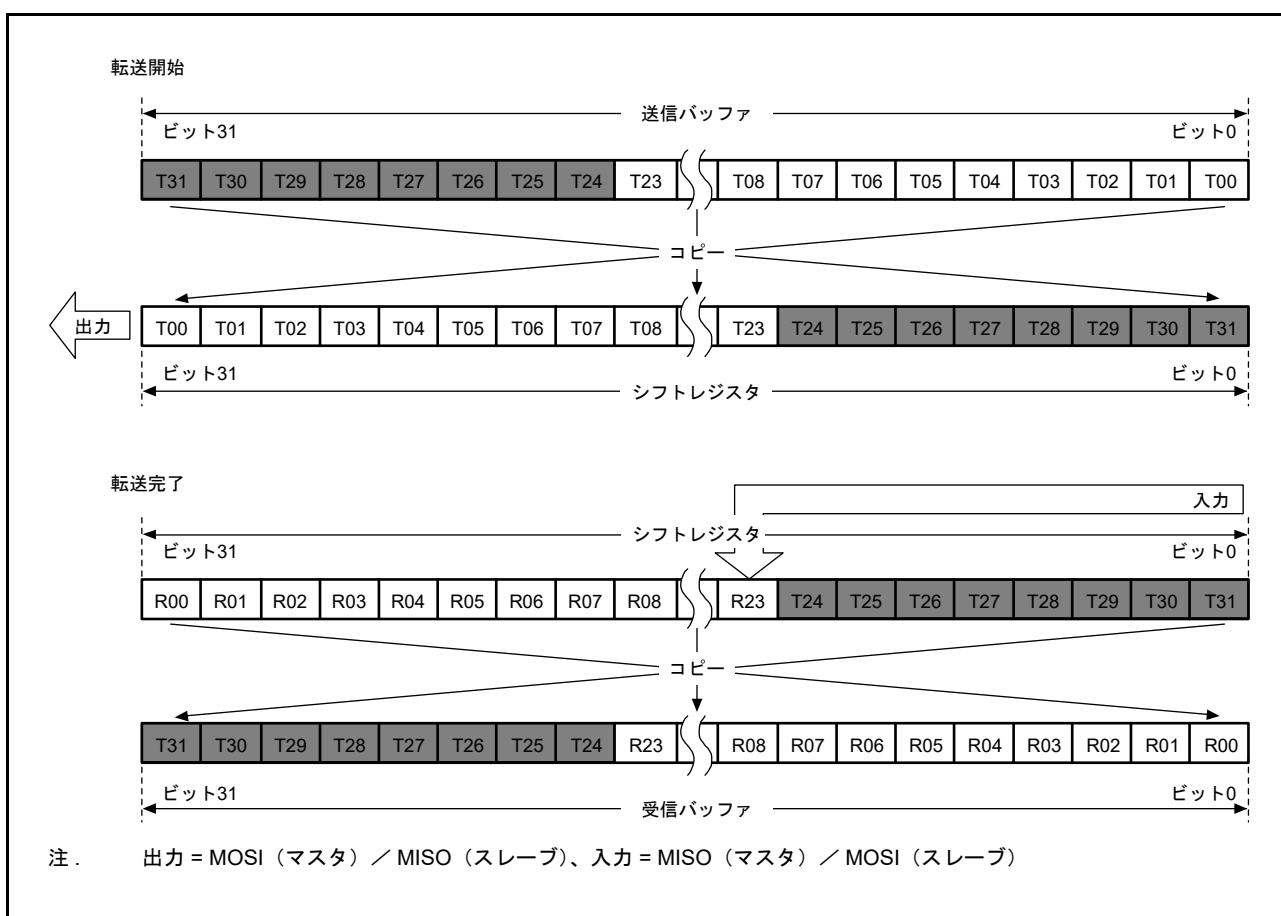 転送開始
送信バッファ
ビット31 ビット0
T31 T30 T29 T28 T27 T26 T25 T24 T23 T08 T07 T06 T05 T04 T03 T02 T01 T00
コピー
出力 T00 T01 T02 T03 T04 T05 T06 T07 T08 T23 T24 T25 T26 T27 T28 T29 T30 T31
ビット31 ビット0
シフトレジスタ
転送完了
入力
シフトレジスタ
ビット31 ビット0
R00 R01 R02 R03 R04 R05 R06 R07 R08 R23 T24 T25 T26 T27 T28 T29 T30 T31
コピー
T31 T30 T29 T28 T27 T26 T25 T24 R23 R08 R07 R06 R05 R04 R03 R02 R01 R00
ビット31 ビット0
受信バッファ
注. 出力 = MOSI（マスタ）／ MISO（スレーブ）、入力 = MISO（マスタ）／ MOSI（スレーブ）